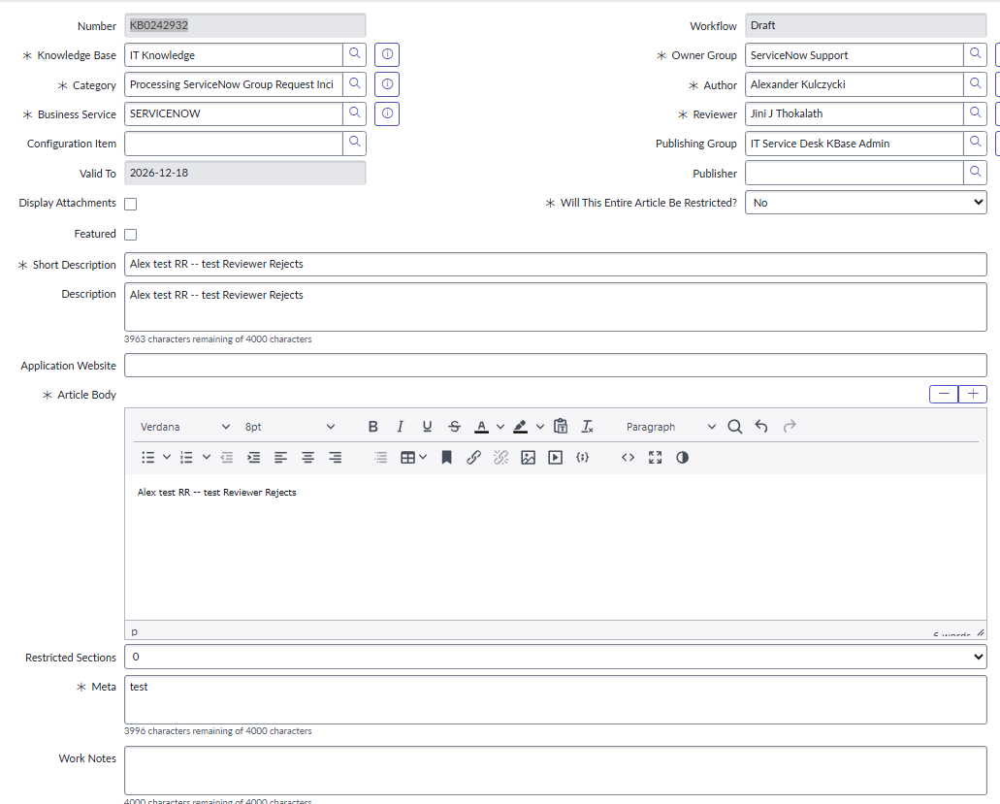 Number KB0242932 Workflow Draft
Knowledge Base IT Knowledge Owner Group ServiceNow Support
Category Processing ServiceNow Group Request Inci Author Alexander Kulczycki
Business Service SERVICENOW Reviewer Jini J Thokalath
Configuration Item Publishing Group IT Service Desk KBase Admin
Valid To 2026-12-18 Publisher
Display Attachments Will This Entire Article Be Restricted? No
Featured
Short Description Alex test RR -- test Reviewer Rejects
Description Alex test RR -- test Reviewer Rejects
3963 characters remaining of 4000 characters
Application Website
Article Body
Verdana 8pt B I U S A Paragraph
Alex test RR -- test Reviewer Rejects
p 6 words
Restricted Sections 0
Meta test
3996 characters remaining of 4000 characters
Work Notes
4000 characters remaining of 4000 characters